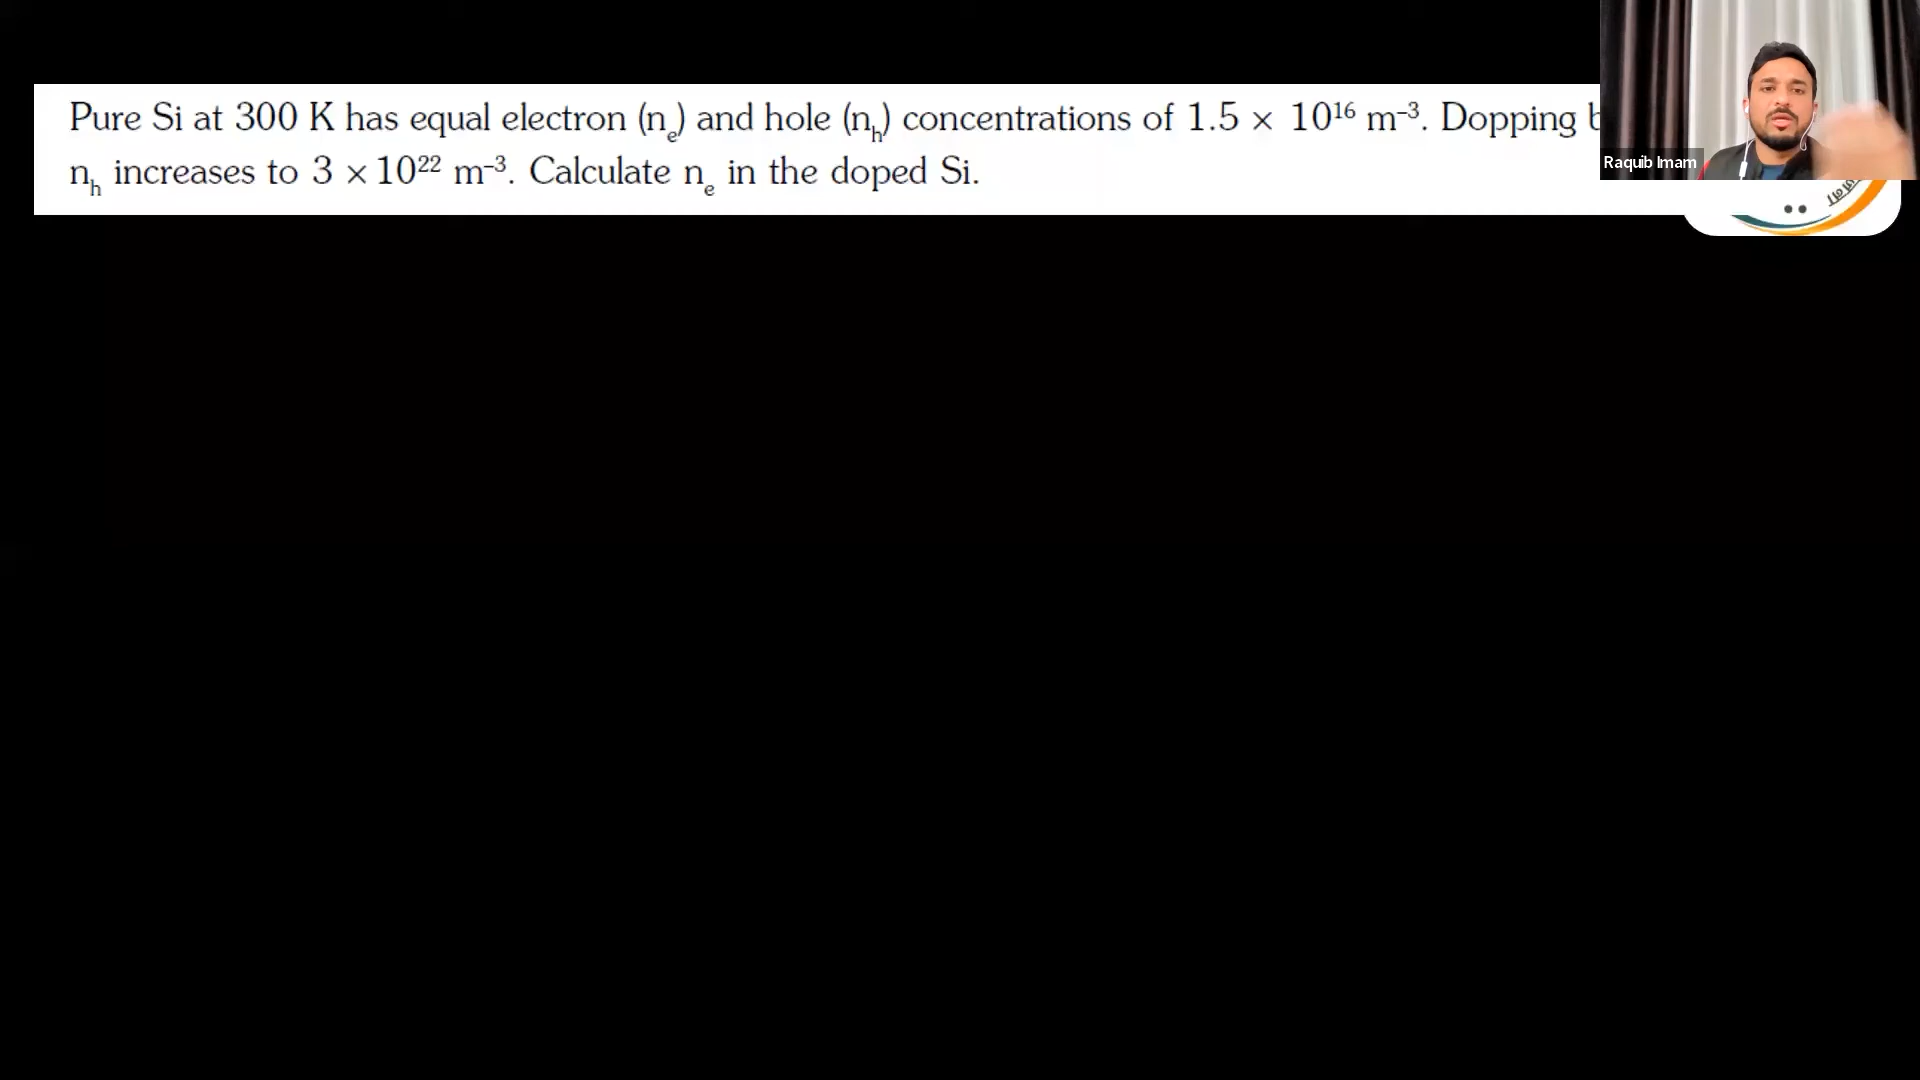 Pure Si at 300 K has equal electron (nₑ) and hole (nₕ) concentrations of 1.5 × 10¹⁶ m⁻³. Dopping
nₕ increases to 3 × 10²² m⁻³. Calculate nₑ in the doped Si.
Raquib Imam